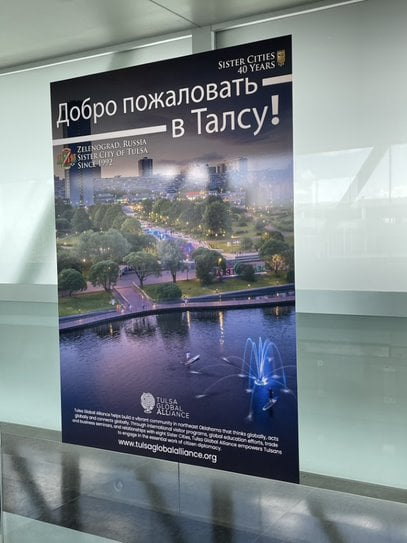 Sister Cities
40 Years
Добро пожаловать
в Талсу!
Zelenograd, Russia
Sister City of Tulsa
Since 1992
TULSA
GLOBAL
ALLIANCE
Tulsa Global Alliance helps build a vibrant community in northeast Oklahoma that thinks globally, acts
globally and connects globally. Through international visitor programs, global education efforts, trade
and business seminars, and relationships with eight Sister Cities, Tulsa Global Alliance empowers Tulsans
to engage in the essential work of citizen diplomacy.
www.tulsaglobalalliance.org